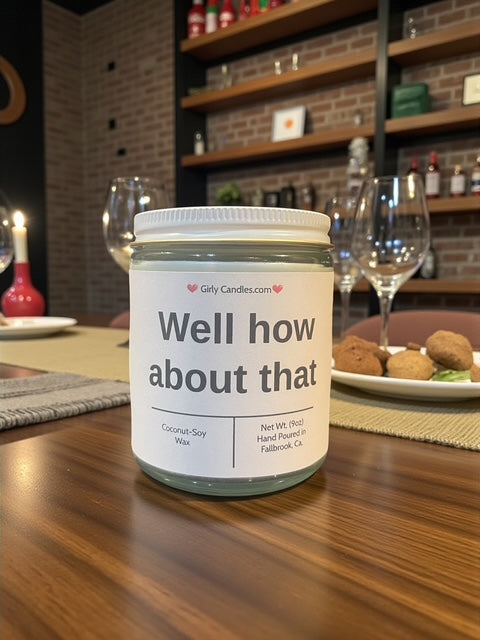 Girly Candles.com
Well how
about that
Coconut-Soy
Wax
Net Wt. (9oz)
Hand Poured in
Fallbrook, Ca.